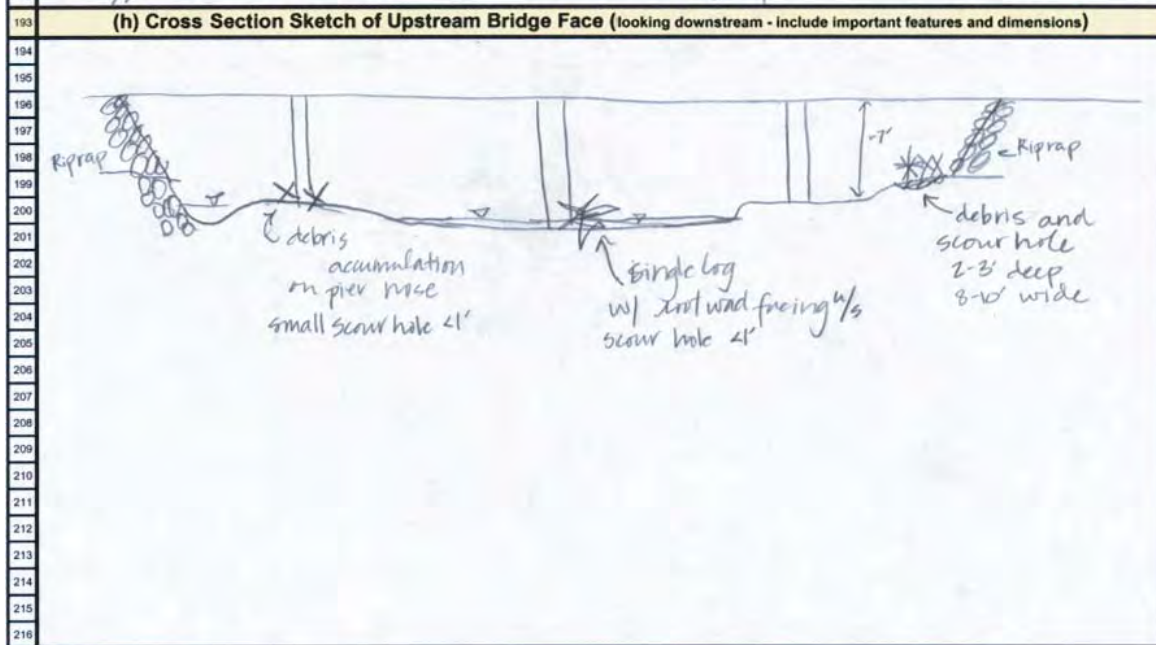 193 (h) Cross Section Sketch of Upstream Bridge Face (looking downstream - include important features and dimensions)
194
195
196
197
198
199
200
201
202
203
204
205
206
207
208
209
210
211
212
213
214
215
216
Riprap
debris
accumulation
on pier nose
small scour hole <1'
single log
w/ root wad facing u/s
scour hole <1'
~7'
Riprap
debris and
scour hole
2-3' deep
8-10' wide